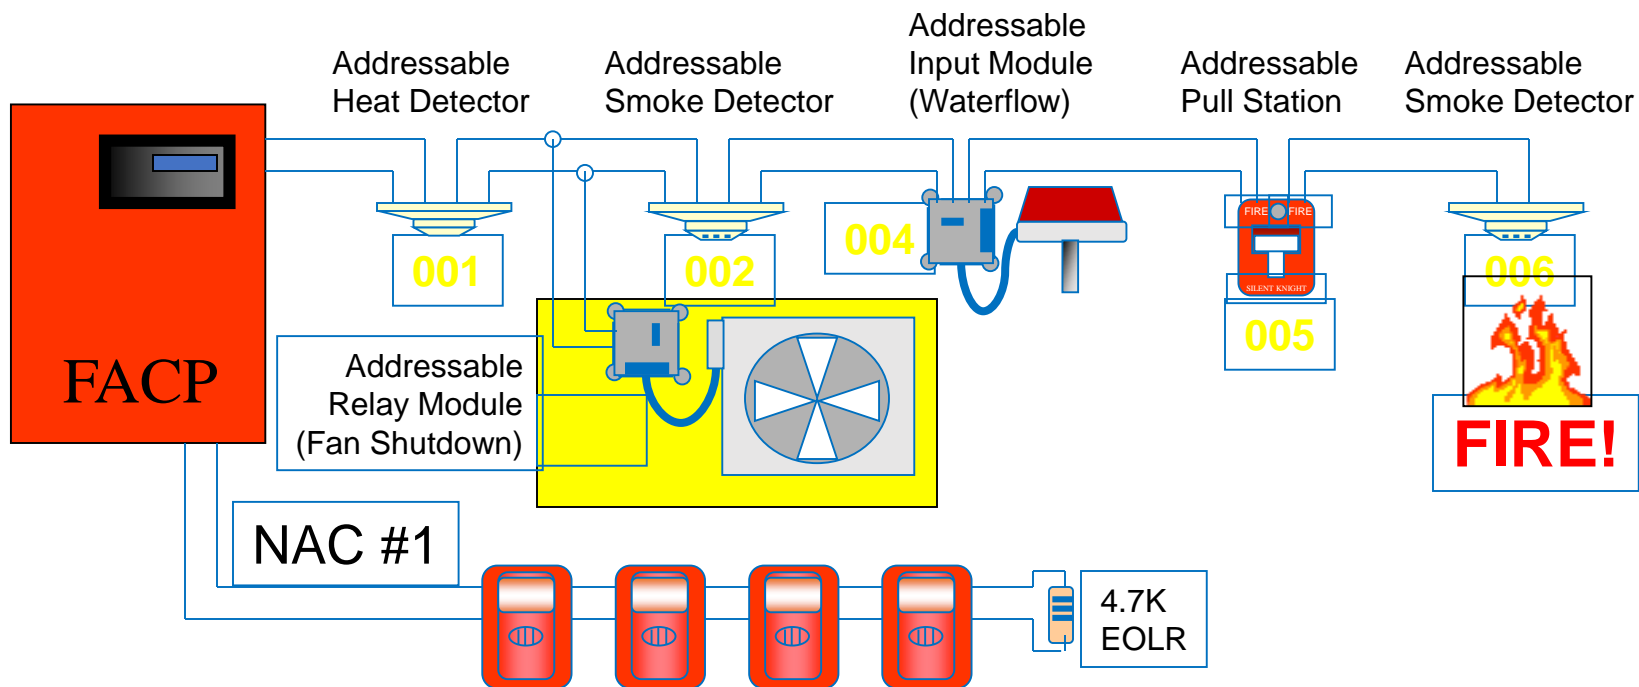 Addressable
Heat Detector
Addressable
Smoke Detector
Addressable
Input Module
(Waterflow)
Addressable
Pull Station
Addressable
Smoke Detector
001
002
004
FIRE FIRE
SILENT KNIGHT
005
006
FIRE!
FACP
Addressable
Relay Module
(Fan Shutdown)
NAC #1
4.7K
EOLR